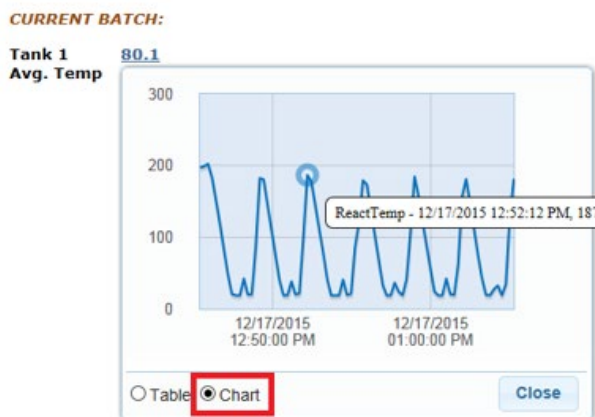 CURRENT BATCH:
Tank 1 80.1
Avg. Temp
300
200
ReactTemp - 12/17/2015 12:52:12 PM, 187
100
0
12/17/2015 12/17/2015
12:50:00 PM 01:00:00 PM
Table Chart Close